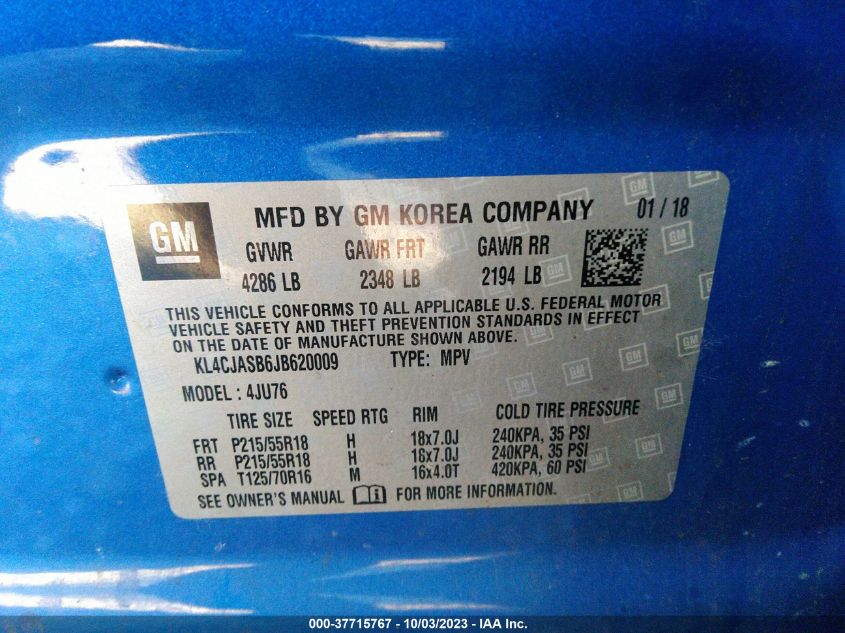 GM
MFD BY GM KOREA COMPANY 01 / 18
GVWR GAWR FRT GAWR RR
4286 LB 2348 LB 2194 LB
THIS VEHICLE CONFORMS TO ALL APPLICABLE U.S. FEDERAL MOTOR
VEHICLE SAFETY AND THEFT PREVENTION STANDARDS IN EFFECT
ON THE DATE OF MANUFACTURE SHOWN ABOVE.
KL4CJASB6JB620009 TYPE: MPV
MODEL : 4JU76
TIRE SIZE SPEED RTG RIM COLD TIRE PRESSURE
FRT P215/55R18 H 18x7.0J 240KPA, 35 PSI
RR P215/55R18 H 18x7.0J 240KPA, 35 PSI
SPA T125/70R16 M 16x4.0T 420KPA, 60 PSI
SEE OWNER'S MANUAL FOR MORE INFORMATION.
000-37715767 - 10/03/2023 - IAA Inc.